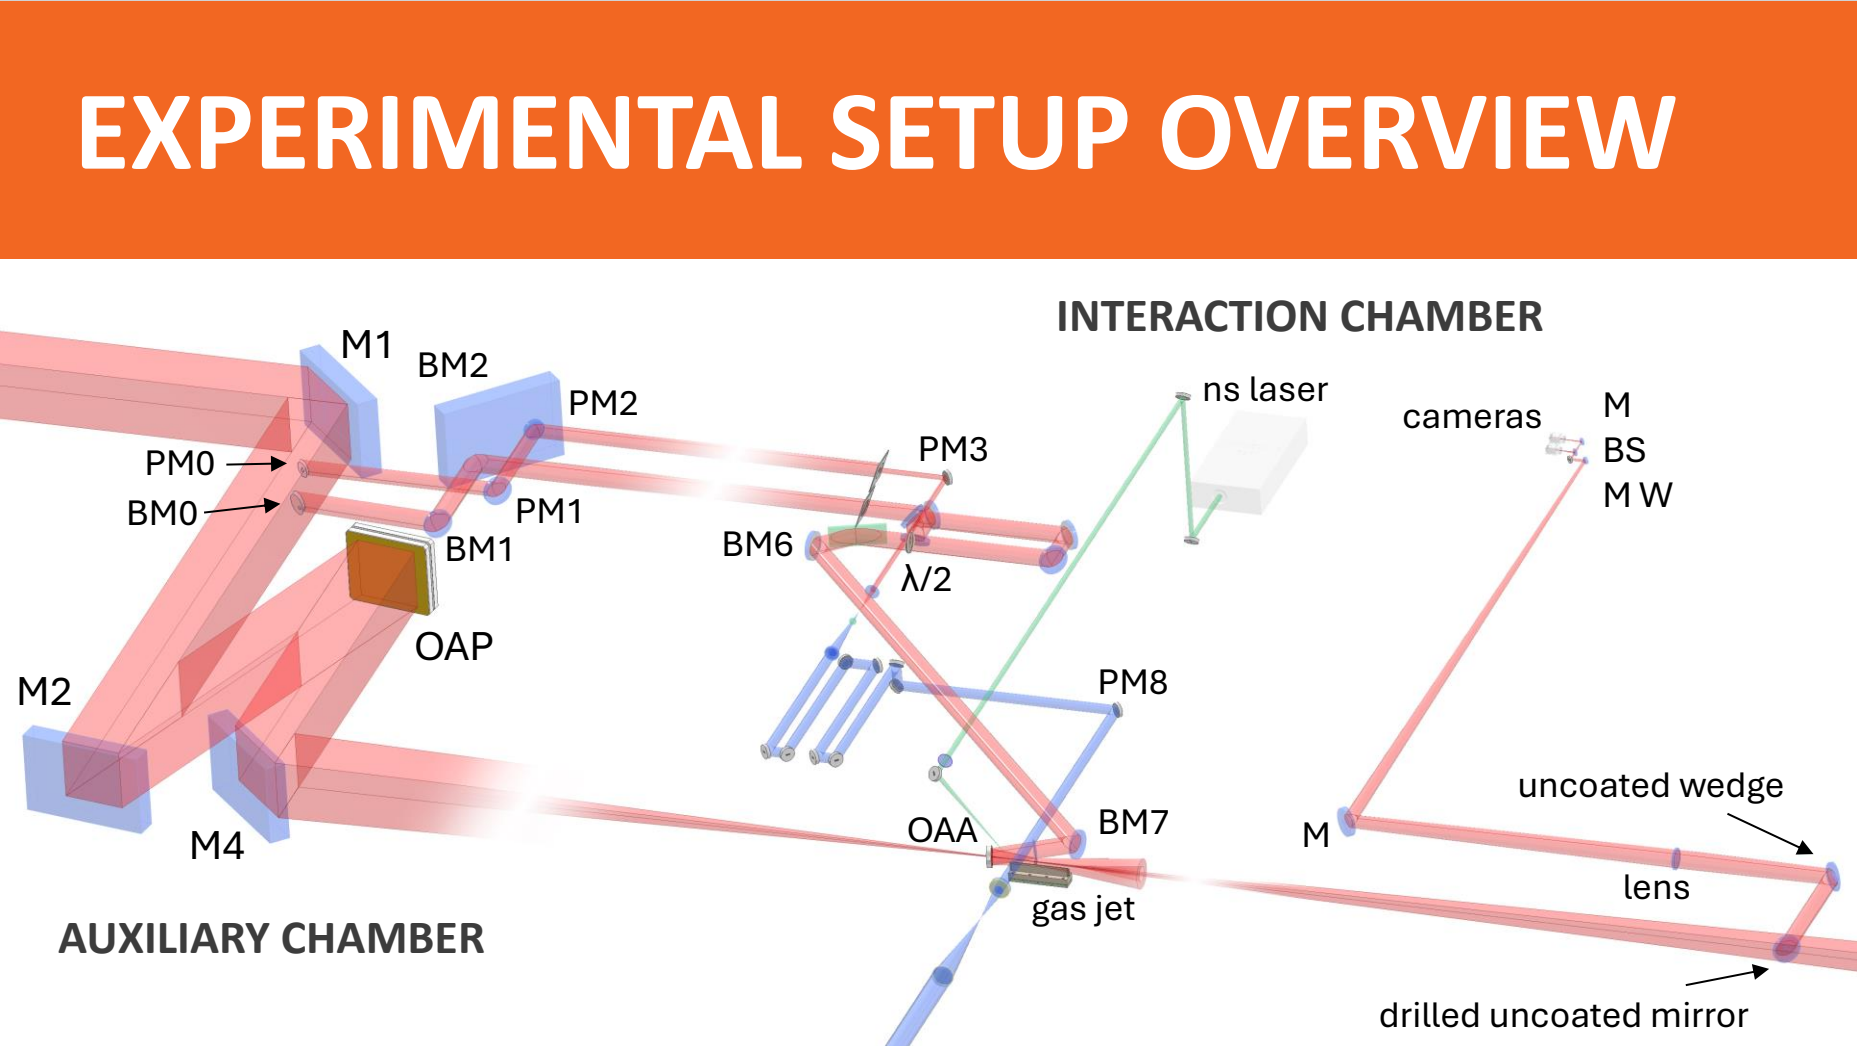 EXPERIMENTAL SETUP OVERVIEW
INTERACTION CHAMBER
M1
BM2
PM2
ns laser
cameras
M
BS
M W
PM0
BM0
PM1
BM1
PM3
BM6
λ/2
OAP
M2
PM8
M4
OAA
BM7
gas jet
M
uncoated wedge
lens
AUXILIARY CHAMBER
drilled uncoated mirror